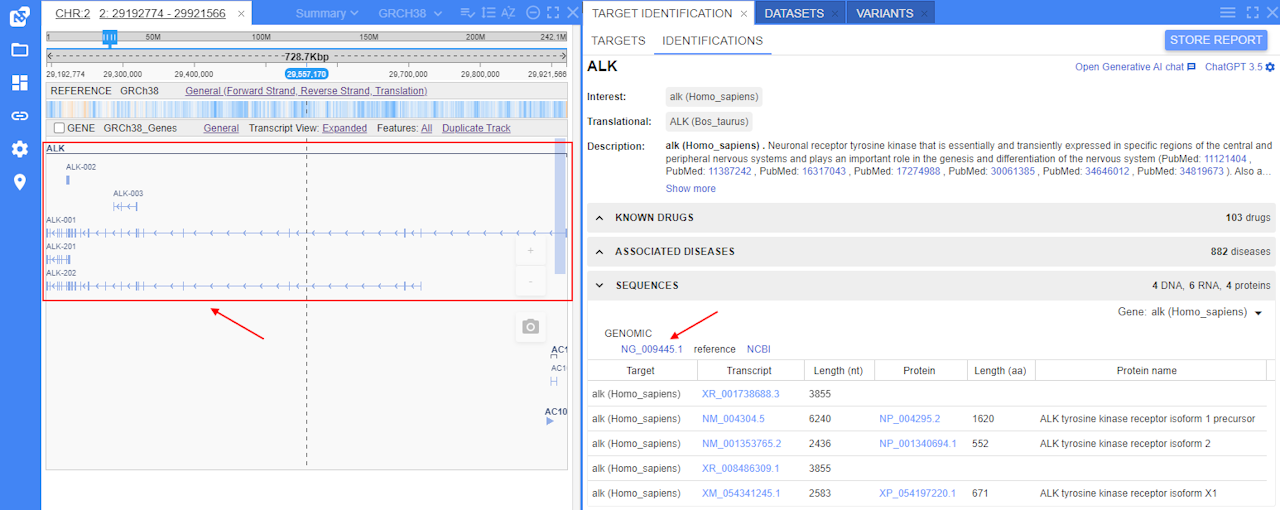 CHR:2 2: 29192774 - 29921566 × Summary GRCH38
1 50M 100M 150M 200M 242.1M
728.7Kbp
29,192,774 29,300,000 29,400,000 29,557,170 29,700,000 29,800,000 29,921,566
REFERENCE GRCh38 General (Forward Strand, Reverse Strand, Translation)
GENE GRCh38_Genes General Transcript View: Expanded Features: All Duplicate Track
ALK
ALK-002
ALK-003
ALK-001
ALK-201
ALK-202
+
-
AC1
AC1
AC10
TARGET IDENTIFICATION × DATASETS × VARIANTS ×
TARGETS IDENTIFICATIONS STORE REPORT
ALK Open Generative AI chat ChatGPT 3.5
Interest: alk (Homo_sapiens)
Translational: ALK (Bos_taurus)
Description: alk (Homo_sapiens) . Neuronal receptor tyrosine kinase that is essentially and transiently expressed in specific regions of the central and
peripheral nervous systems and plays an important role in the genesis and differentiation of the nervous system (PubMed: 11121404 ,
PubMed: 11387242 , PubMed: 16317043 , PubMed: 17274988 , PubMed: 30061385 , PubMed: 34646012 , PubMed: 34819673 ). Also a...
Show more
KNOWN DRUGS 103 drugs
ASSOCIATED DISEASES 882 diseases
SEQUENCES 4 DNA, 6 RNA, 4 proteins
Gene: alk (Homo_sapiens)
GENOMIC
NG_009445.1 reference NCBI
Target Transcript Length (nt) Protein Length (aa) Protein name
alk (Homo_sapiens) XR_001738688.3 3855
alk (Homo_sapiens) NM_004304.5 6240 NP_004295.2 1620 ALK tyrosine kinase receptor isoform 1 precursor
alk (Homo_sapiens) NM_001353765.2 2436 NP_001340694.1 552 ALK tyrosine kinase receptor isoform 2
alk (Homo_sapiens) XR_008486309.1 3855
alk (Homo_sapiens) XM_054341245.1 2583 XP_054197220.1 671 ALK tyrosine kinase receptor isoform X1